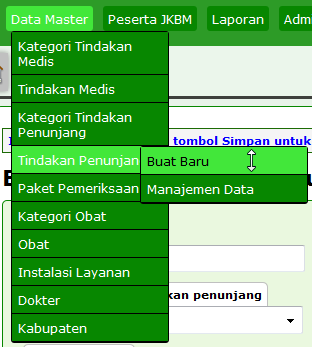 Data Master Peserta JKBM Laporan Adm
Kategori Tindakan
Medis
Tindakan Medis
Kategori Tindakan
Penunjang
tombol Simpan untuk
Tindakan Penunjan
Buat Baru
Paket Pemeriksaan
Manajemen Data
Kategori Obat
Obat
Instalasi Layanan
kan penunjang
Dokter
Kabupaten